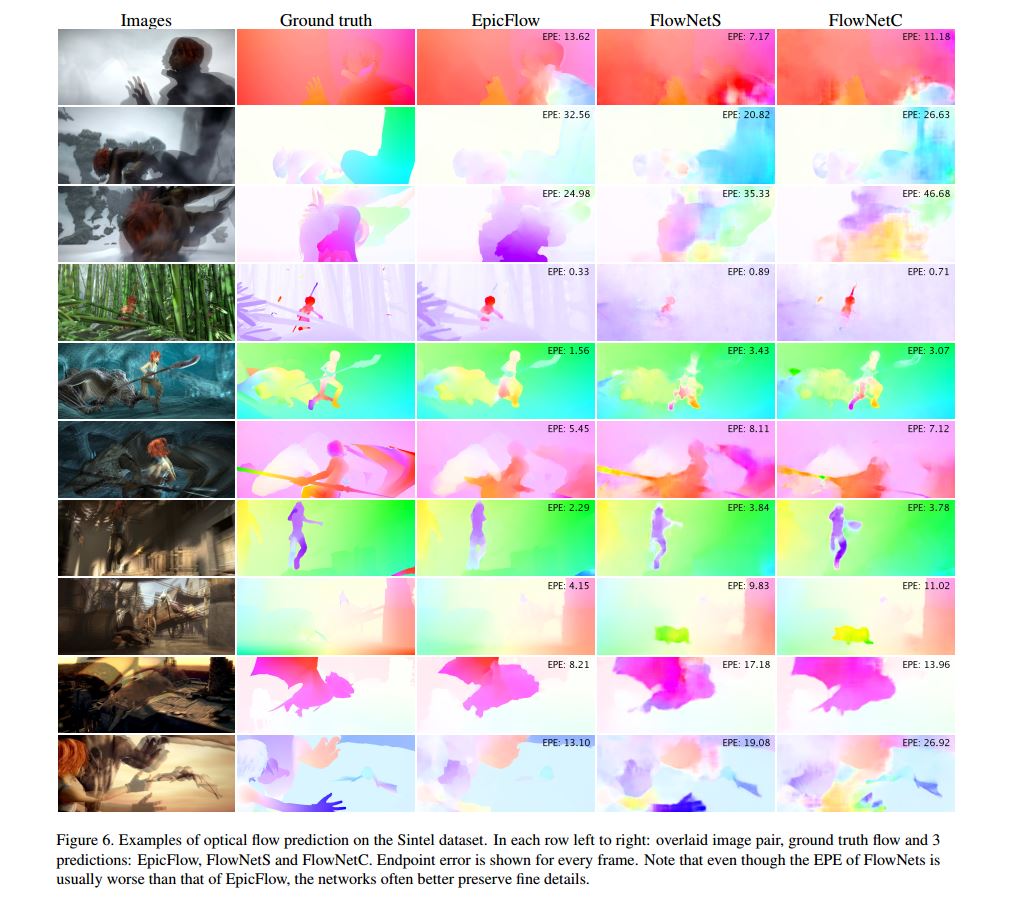 Images Ground truth EpicFlow FlowNetS FlowNetC
EPE: 13.62 EPE: 7.17 EPE: 11.18
EPE: 32.56 EPE: 20.82 EPE: 26.63
EPE: 24.98 EPE: 35.33 EPE: 46.68
EPE: 0.33 EPE: 0.89 EPE: 0.71
EPE: 1.56 EPE: 3.43 EPE: 3.07
EPE: 5.45 EPE: 8.11 EPE: 7.12
EPE: 2.29 EPE: 3.84 EPE: 3.78
EPE: 4.15 EPE: 9.83 EPE: 11.02
EPE: 8.21 EPE: 17.18 EPE: 13.96
EPE: 13.10 EPE: 19.08 EPE: 26.92
Figure 6. Examples of optical flow prediction on the Sintel dataset. In each row left to right: overlaid image pair, ground truth flow and 3
predictions: EpicFlow, FlowNetS and FlowNetC. Endpoint error is shown for every frame. Note that even though the EPE of FlowNets is
usually worse than that of EpicFlow, the networks often better preserve fine details.